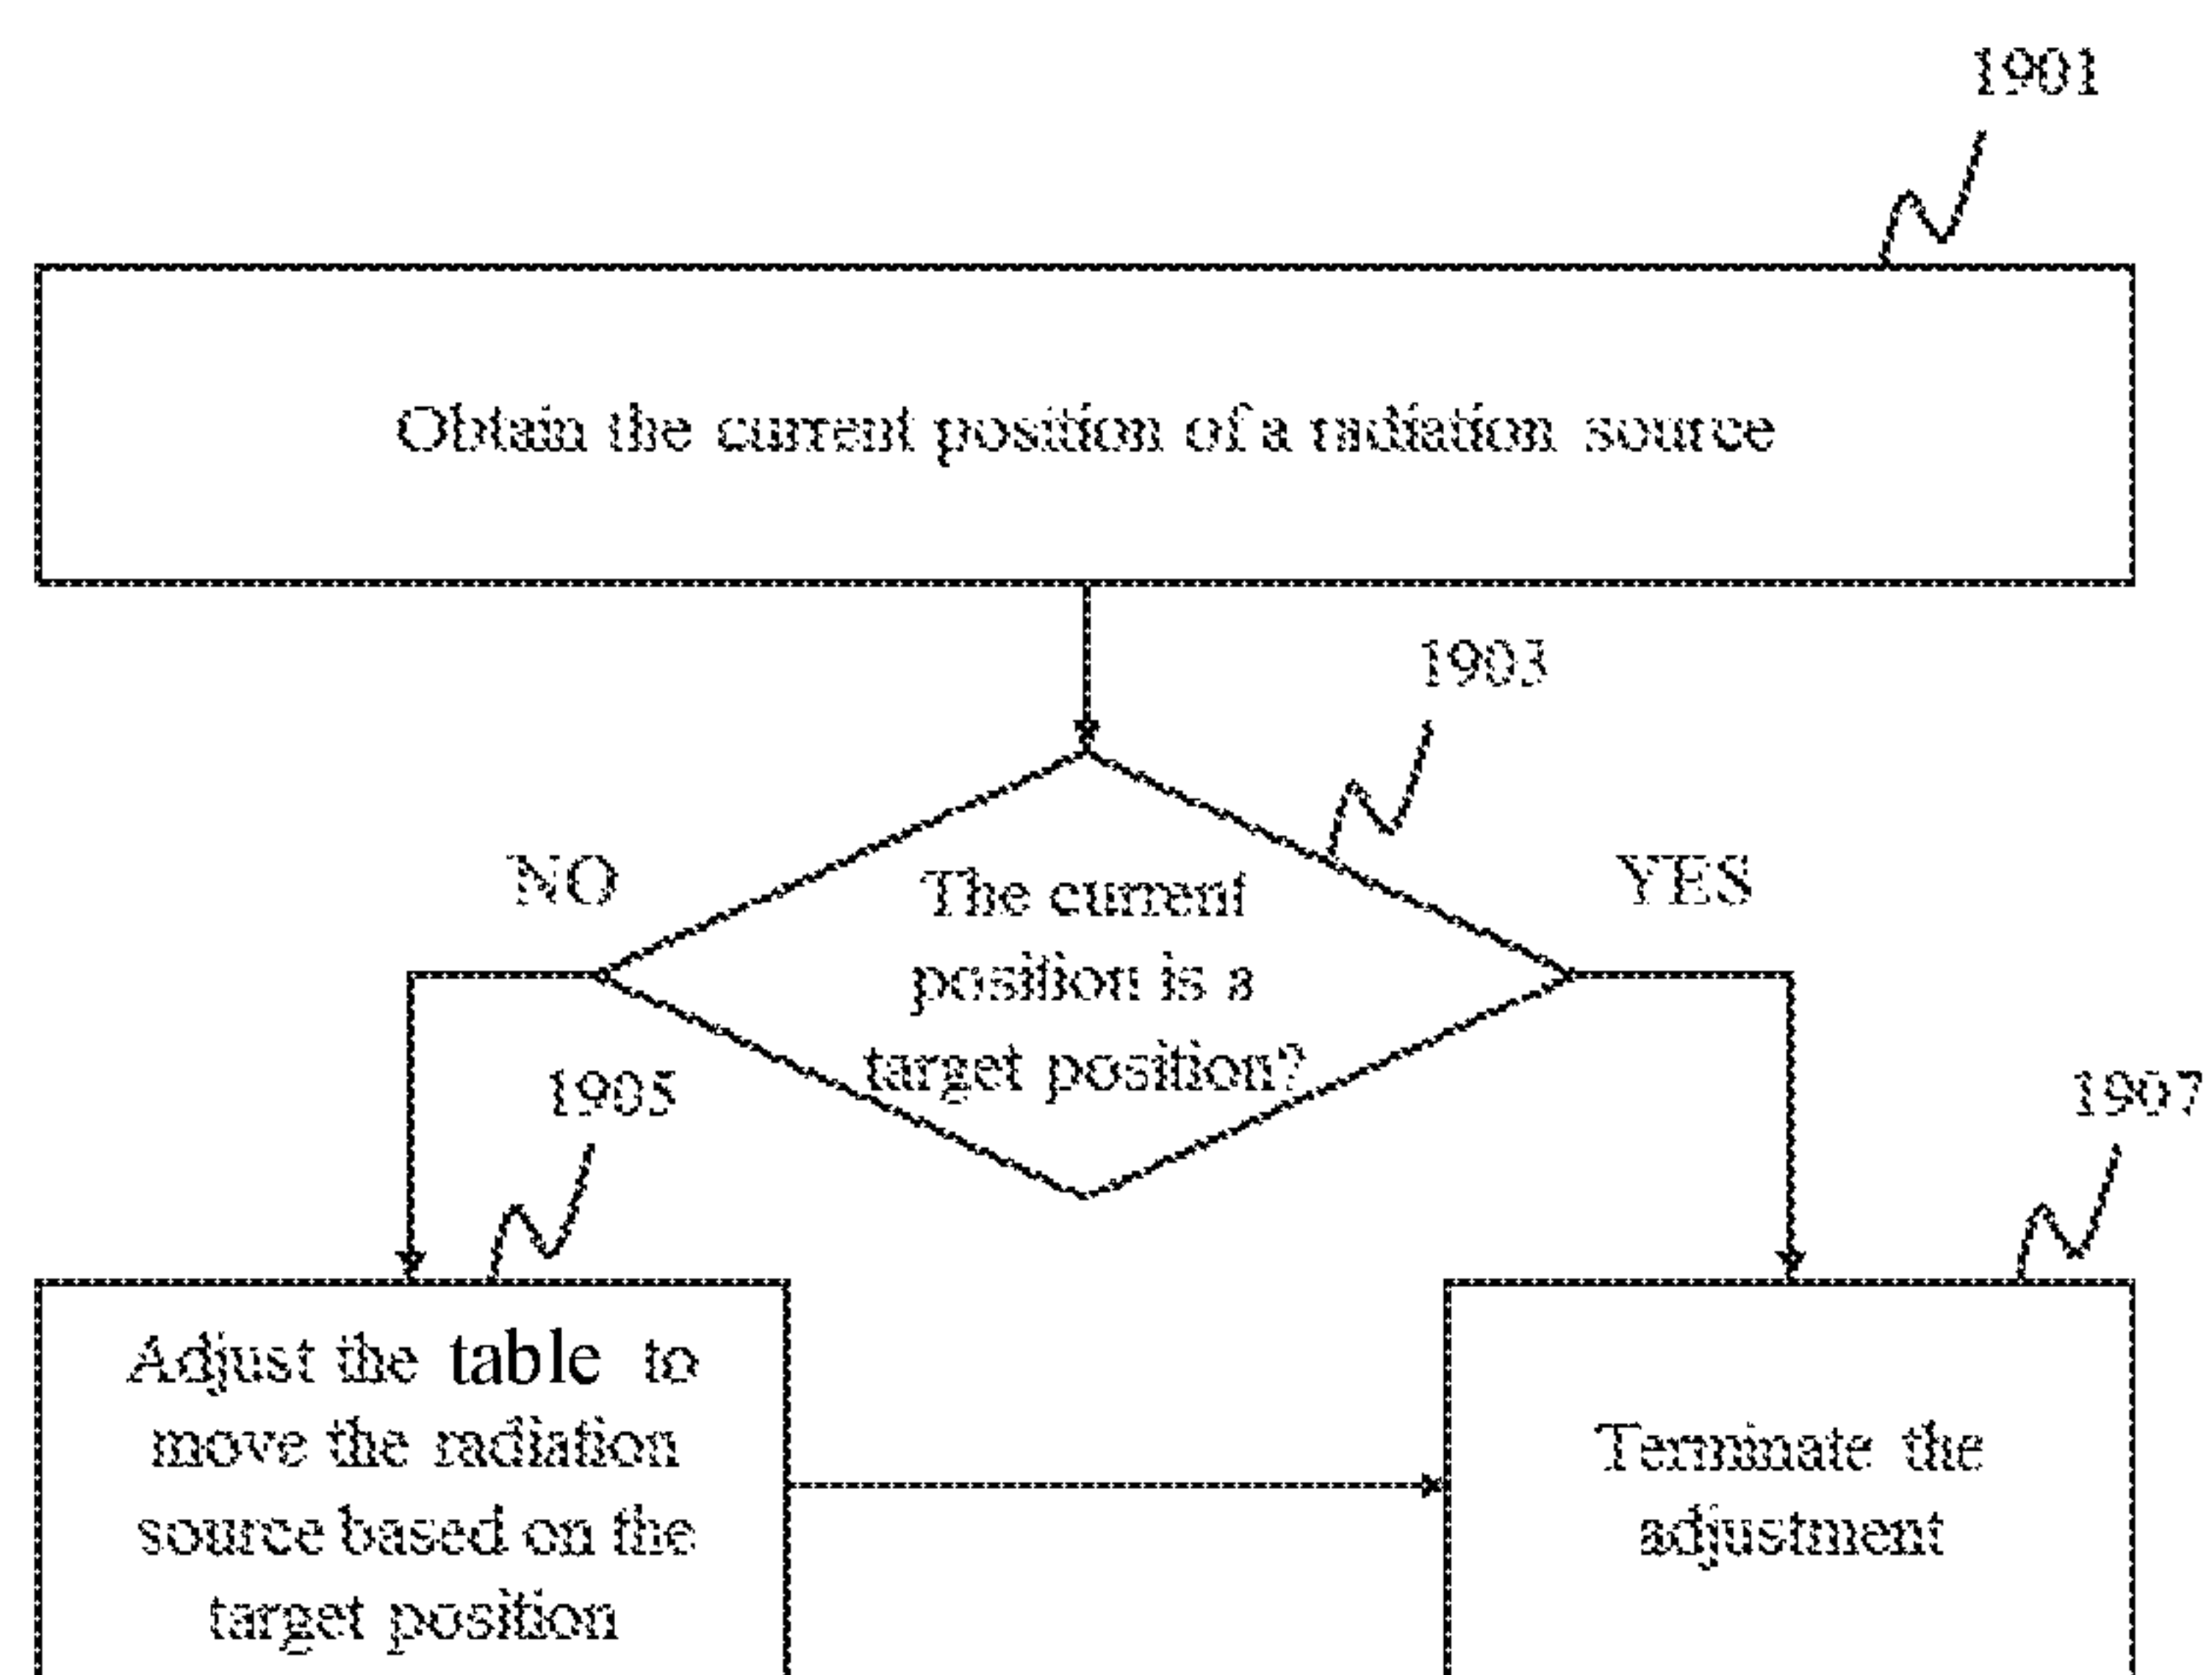 1901
Obtain the current position of a radiation source
1903
NO
YES
The current
position is a
target position?
1905
1907
Adjust the table to
move the radiation
source based on the
target position
Terminate the
adjustment